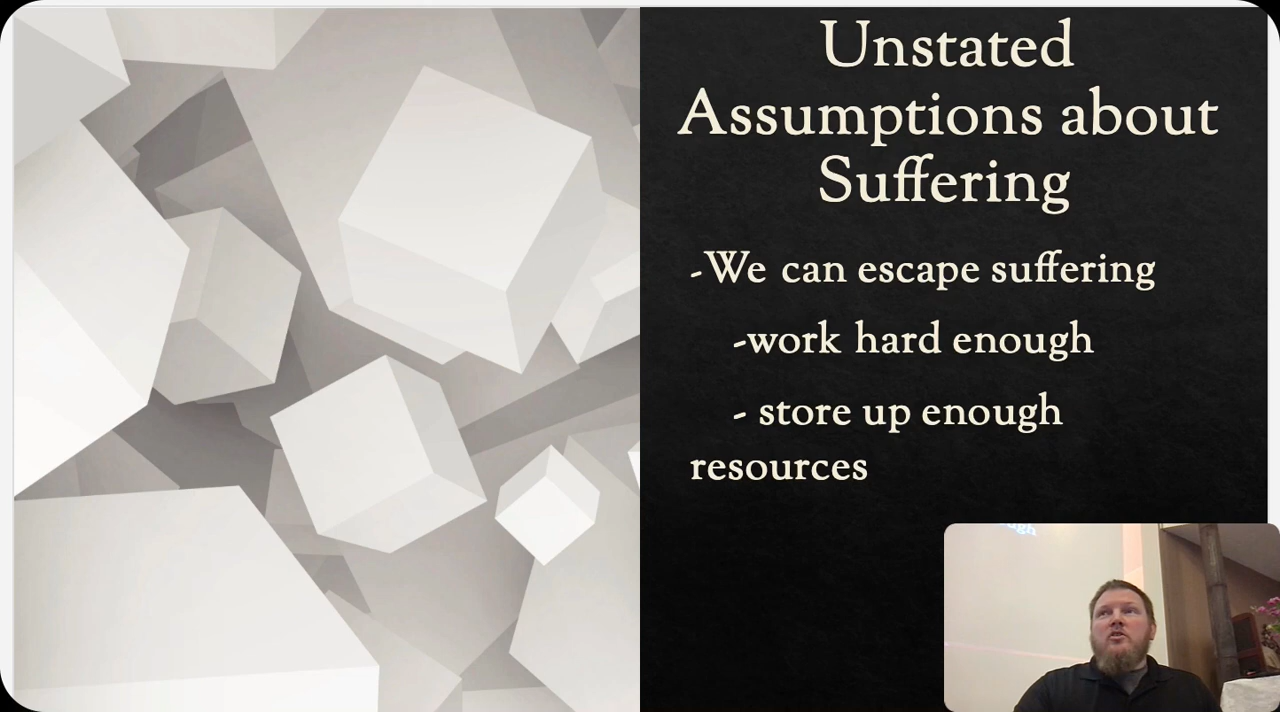 Unstated
Assumptions about
Suffering
-We can escape suffering
-work hard enough
- store up enough
resources